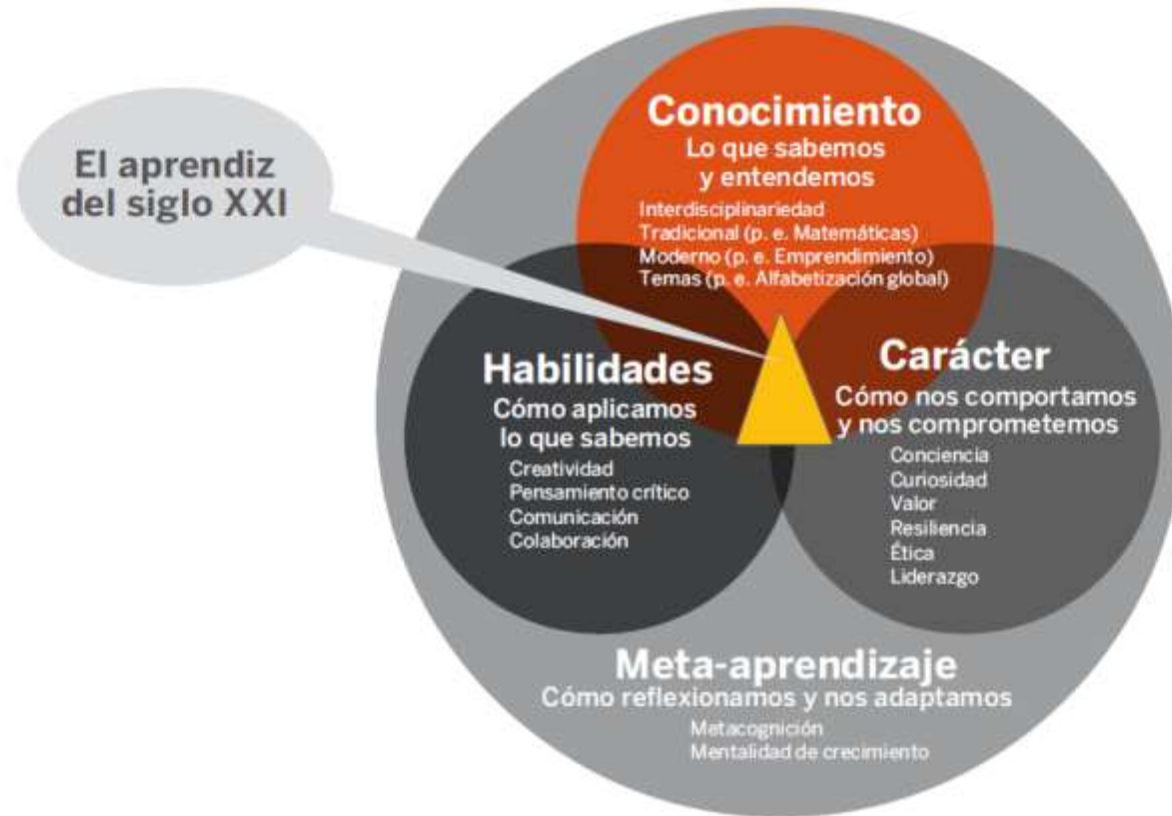 El aprendiz
del siglo XXI
Conocimiento
Lo que sabemos
y entendemos
Interdisciplinariedad
Tradicional (p. e. Matemáticas)
Moderno (p. e. Emprendimiento)
Temas (p. e. Alfabetización global)
Habilidades
Cómo aplicamos
lo que sabemos
Creatividad
Pensamiento crítico
Comunicación
Colaboración
Carácter
Cómo nos comportamos
y nos comprometemos
Conciencia
Curiosidad
Valor
Resiliencia
Ética
Liderazgo
Meta-aprendizaje
Cómo reflexionamos y nos adaptamos
Metacognición
Mentalidad de crecimiento